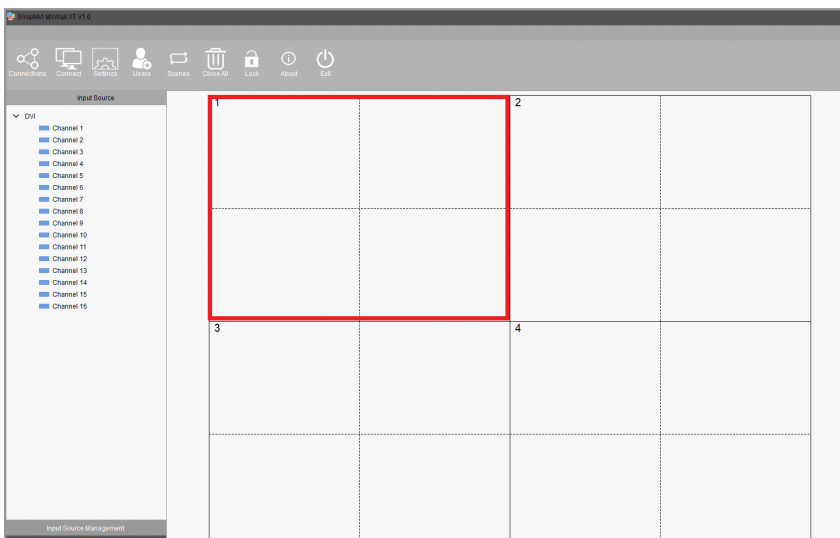 SmartAVI MXWall XT V1.0
Connections Connect Settings Users Scenes Close All Lock About Exit
Input Source
DVI
Channel 1
Channel 2
Channel 3
Channel 4
Channel 5
Channel 6
Channel 7
Channel 8
Channel 9
Channel 10
Channel 11
Channel 12
Channel 13
Channel 14
Channel 15
Channel 16
Input Source Management
1 2
3 4